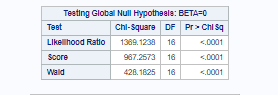 Testing Global Null Hypothesis: BETA=0
Test Chi-Square DF Pr > ChiSq
Likelihood Ratio 1369.1238 16 <.0001
Score 967.2573 16 <.0001
Wald 428.1825 16 <.0001